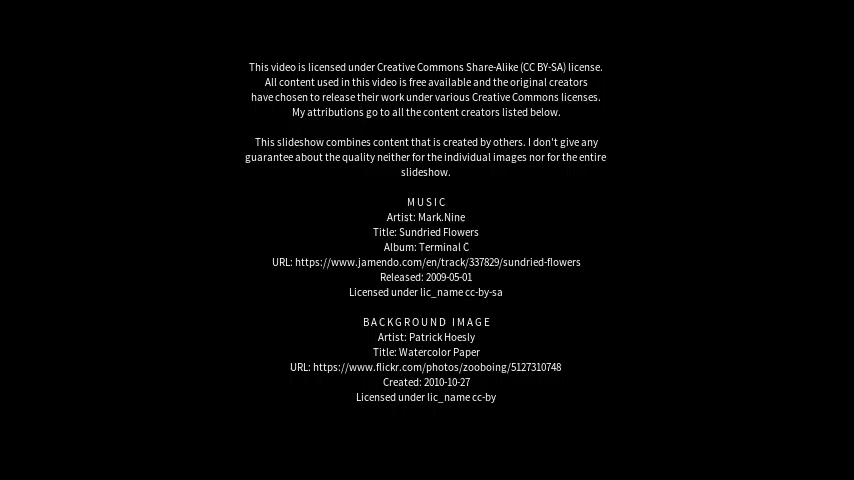 This video is licensed under Creative Commons Share-Alike (CC BY-SA) license.
All content used in this video is free available and the original creators
have chosen to release their work under various Creative Commons licenses.
My attributions go to all the content creators listed below.
This slideshow combines content that is created by others. I don't give any
guarantee about the quality neither for the individual images nor for the entire
slideshow.
MUSIC
Artist: Mark.Nine
Title: Sundried Flowers
Album: Terminal C
URL: https://www.jamendo.com/en/track/337829/sundried-flowers
Released: 2009-05-01
Licensed under lic_name cc-by-sa
BACKGROUND IMAGE
Artist: Patrick Hoesly
Title: Watercolor Paper
URL: https://www.flickr.com/photos/zooboing/5127310748
Created: 2010-10-27
Licensed under lic_name cc-by